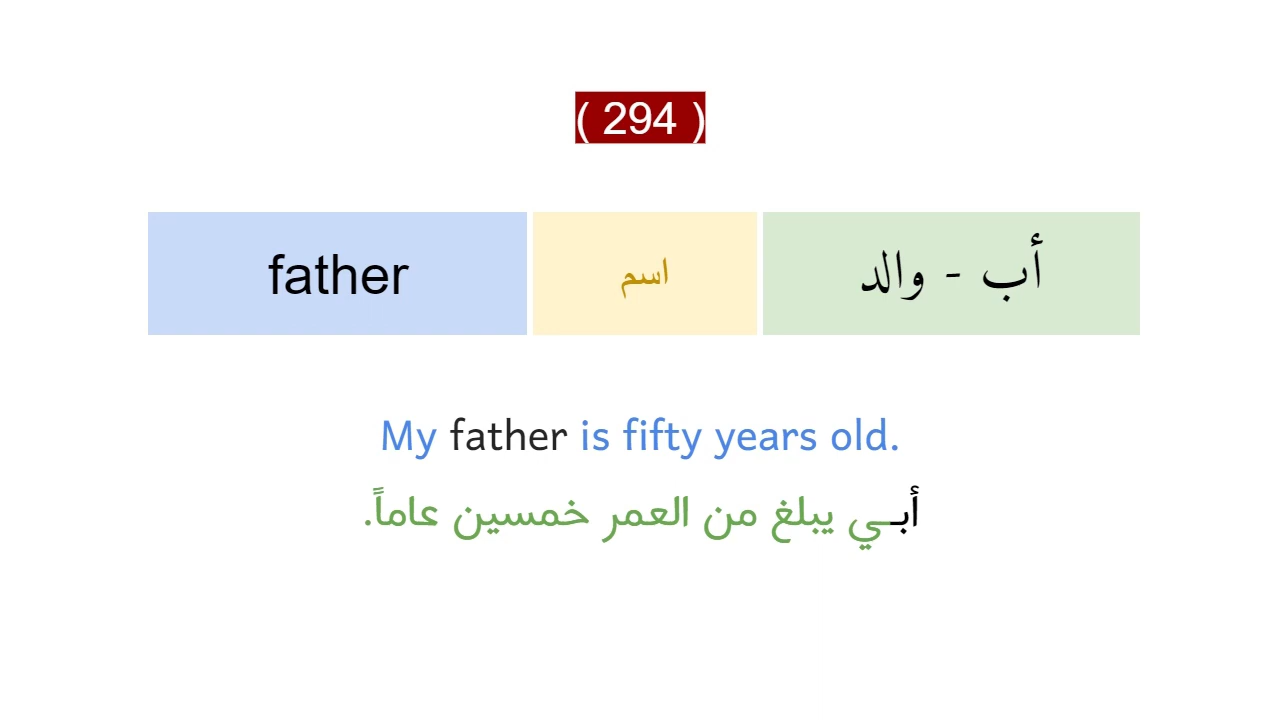 ( 294 )
father
اسم
أب - والد
My father is fifty years old.
أبـي يبلغ من العمر خمسين عاماً.